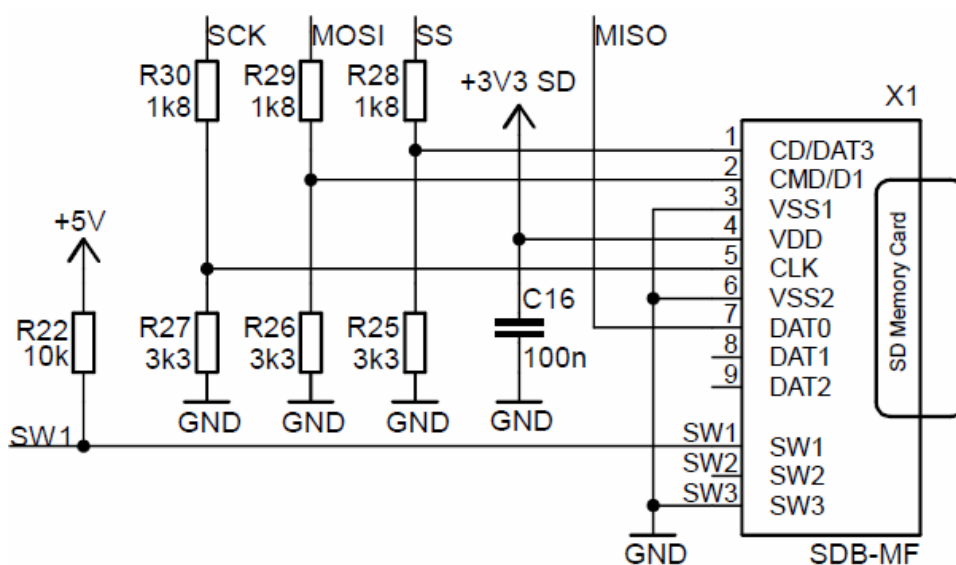 SCK MOSI SS MISO
R30 1k8
R29 1k8
R28 1k8
+3V3 SD
X1
1 CD/DAT3
2 CMD/D1
3 VSS1
4 VDD
5 CLK
6 VSS2
7 DAT0
8 DAT1
9 DAT2
SD Memory Card
+5V
R22 10k
R27 3k3
R26 3k3
R25 3k3
C16
100n
GND GND GND GND
SW1
SW1 SW1
SW2 SW2
SW3 SW3
GND
SDB-MF